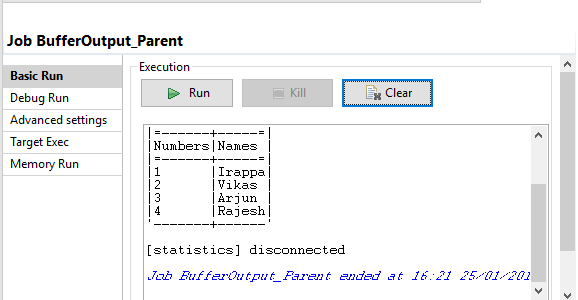 Job BufferOutput_Parent
Basic Run
Debug Run
Advanced settings
Target Exec
Memory Run
Execution
Run
Kill
Clear
|=-------+-----=|
|Numbers|Names |
|=-------+-----=|
|1 |Irappa|
|2 |Vikas |
|3 |Arjun |
|4 |Rajesh|
'-------+------'
[statistics] disconnected
Job BufferOutput_Parent ended at 16:21 25/01/201